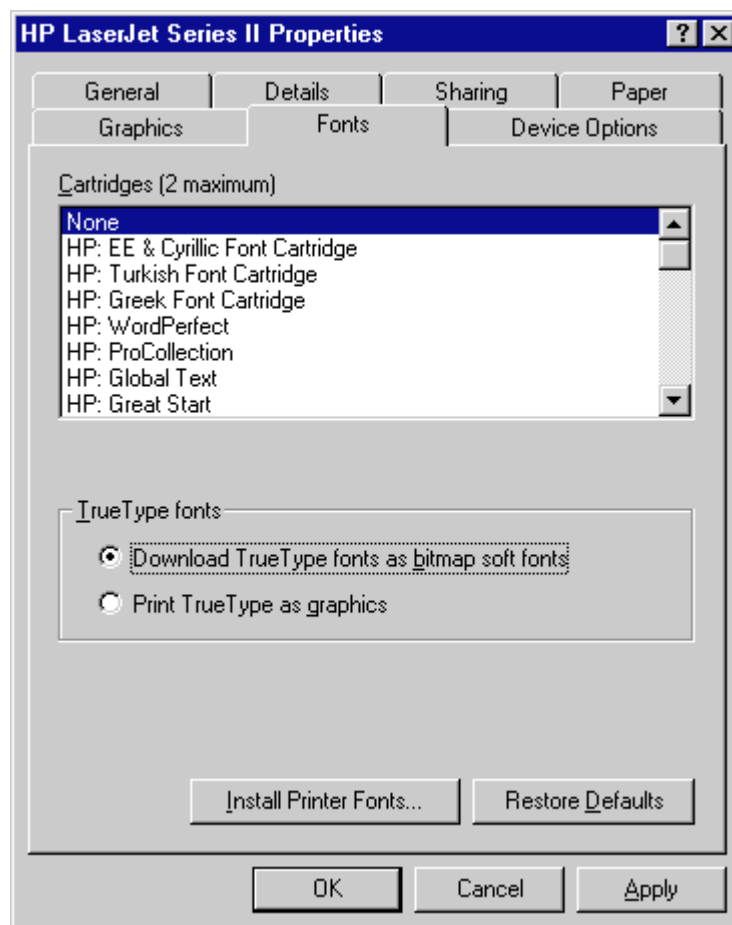 HP LaserJet Series II Properties
General Details Sharing Paper
Graphics Fonts Device Options
Cartridges (2 maximum)
None
HP: EE & Cyrillic Font Cartridge
HP: Turkish Font Cartridge
HP: Greek Font Cartridge
HP: WordPerfect
HP: ProCollection
HP: Global Text
HP: Great Start
TrueType fonts
Download TrueType fonts as bitmap soft fonts
Print TrueType as graphics
Install Printer Fonts... Restore Defaults
OK Cancel Apply